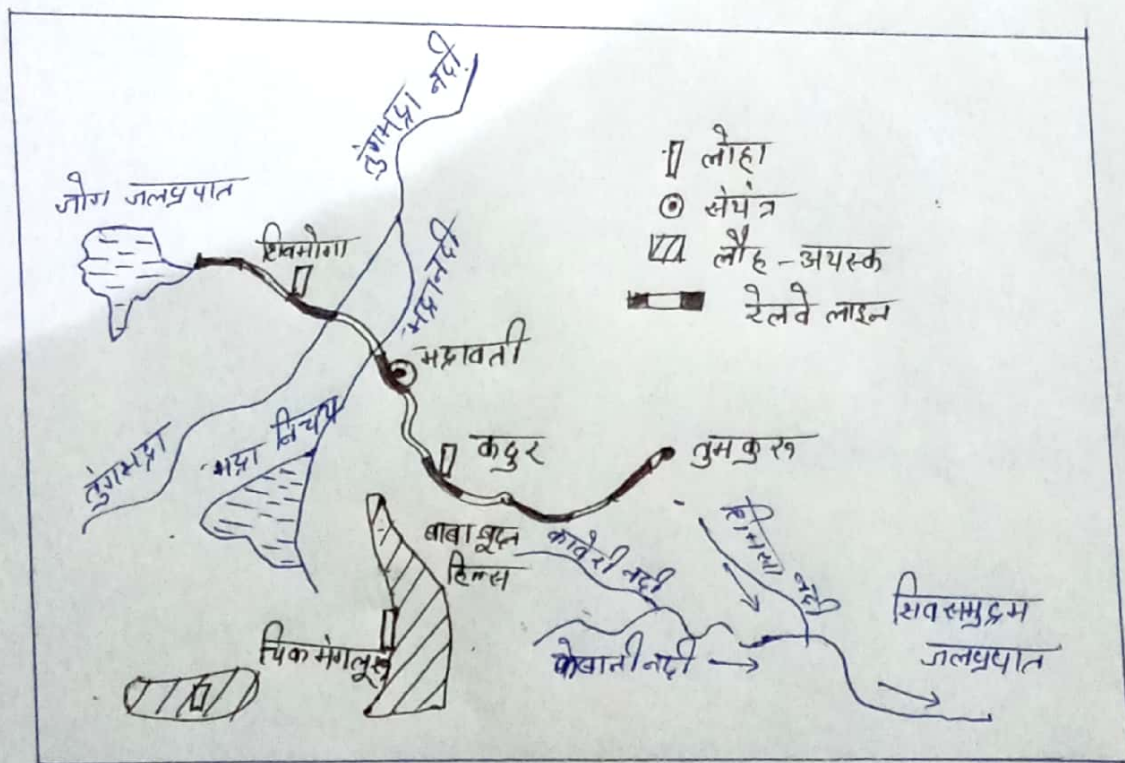 तुंगभद्रा नदी
जोग जलप्रपात
शिवमोगा
भद्रा नदी
लोहा
संयंत्र
लौह-अयस्क
रेलवे लाइन
भद्रावती
भद्रा निचय
तुंगभद्रा
कदुर
तुमकुरु
बाबा बूदन
हिल्स
कावेरी नदी
नदी
शिवसमुद्रम
जलप्रपात
चिकमंगलूर
नदी